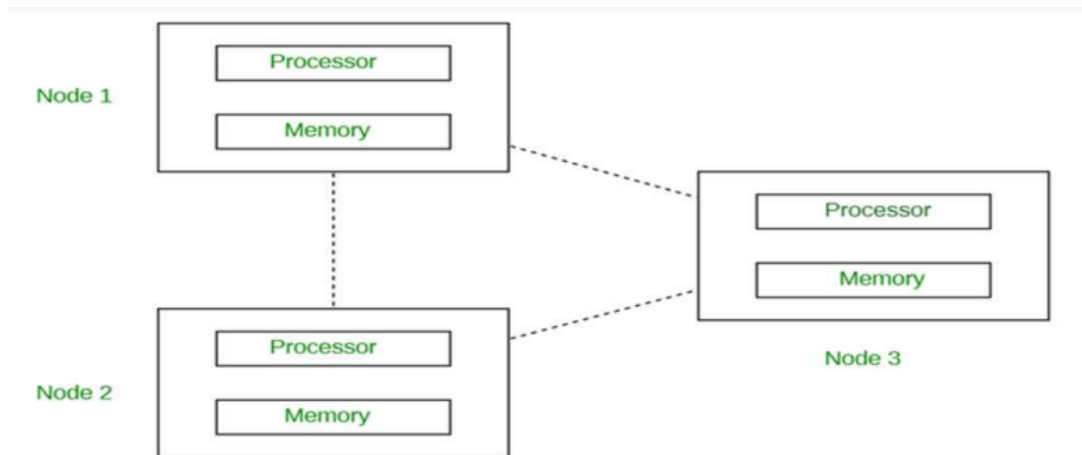 Node 1
Processor
Memory
Node 2
Processor
Memory
Processor
Memory
Node 3